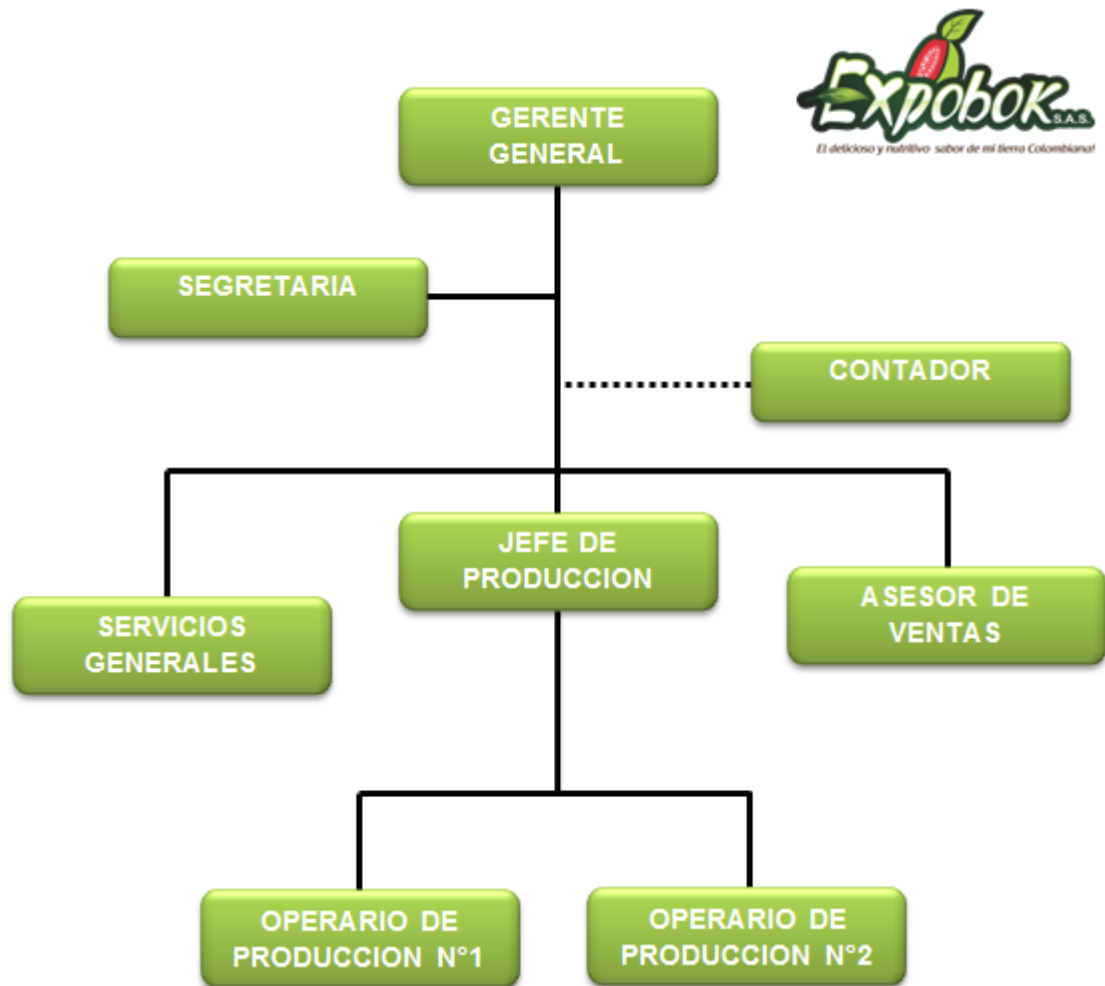 Expobok S.A.S.
El delicioso y nutritivo sabor de mi tierra Colombiana!
GERENTE
GENERAL
SEGRETARIA
CONTADOR
JEFE DE
PRODUCCION
SERVICIOS
GENERALES
ASESOR DE
VENTAS
OPERARIO DE
PRODUCCION N°1
OPERARIO DE
PRODUCCION N°2